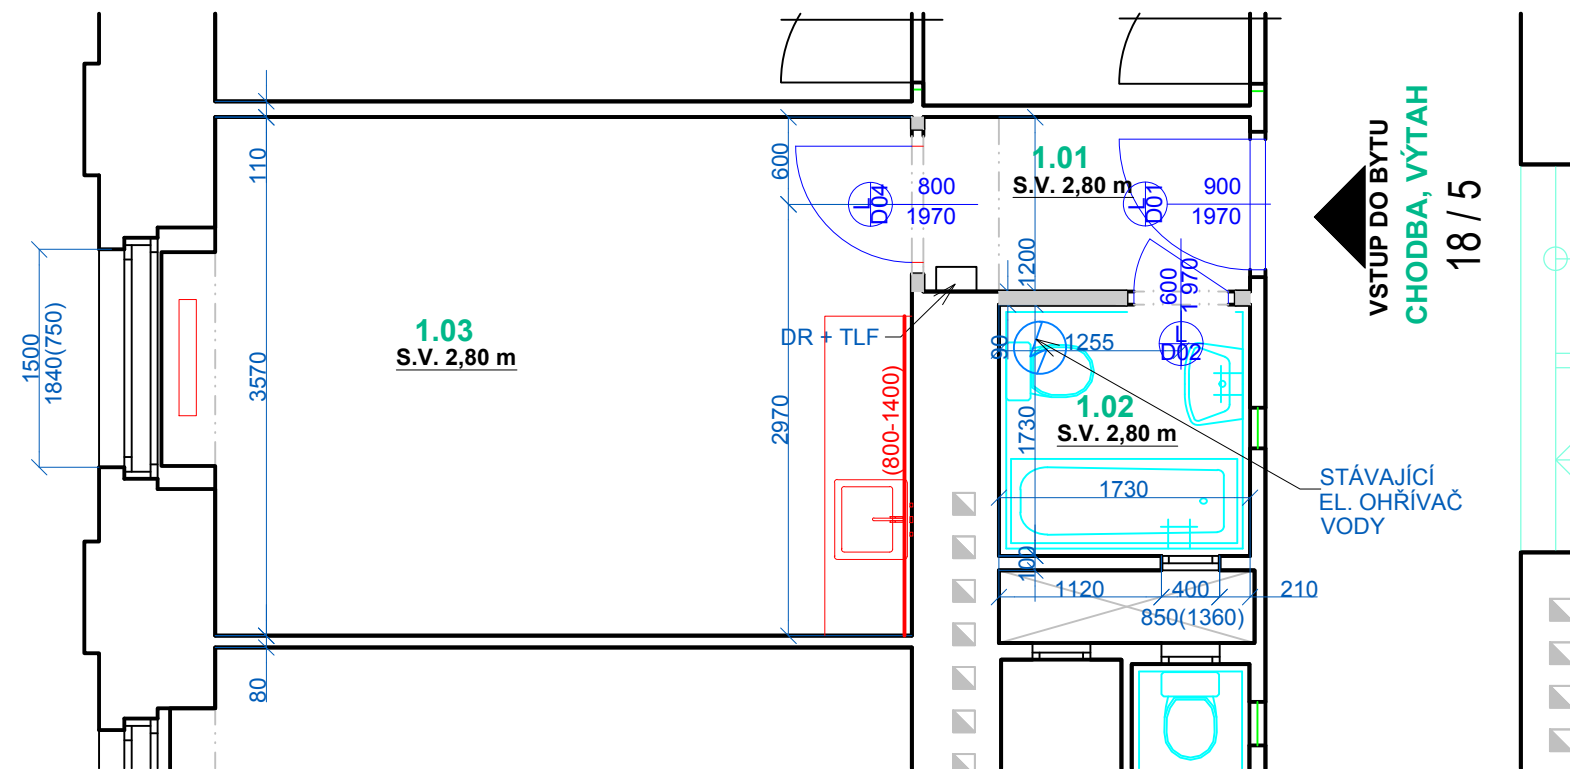 110
600
1.01
S.V. 2,80 m
800
1970
L
D04
L
D01
900
1970
VSTUP DO BYTU
CHODBA, VÝTAH
18 / 5
1200
600
1970
1500
1840(750)
1.03
S.V. 2,80 m
3570
DR + TLF
2970
(800-1400)
90
1255
L
D02
1.02
S.V. 2,80 m
1730
1730
STÁVAJÍCÍ
EL. OHŘÍVAČ
VODY
100
1120
400
210
850(1360)
80